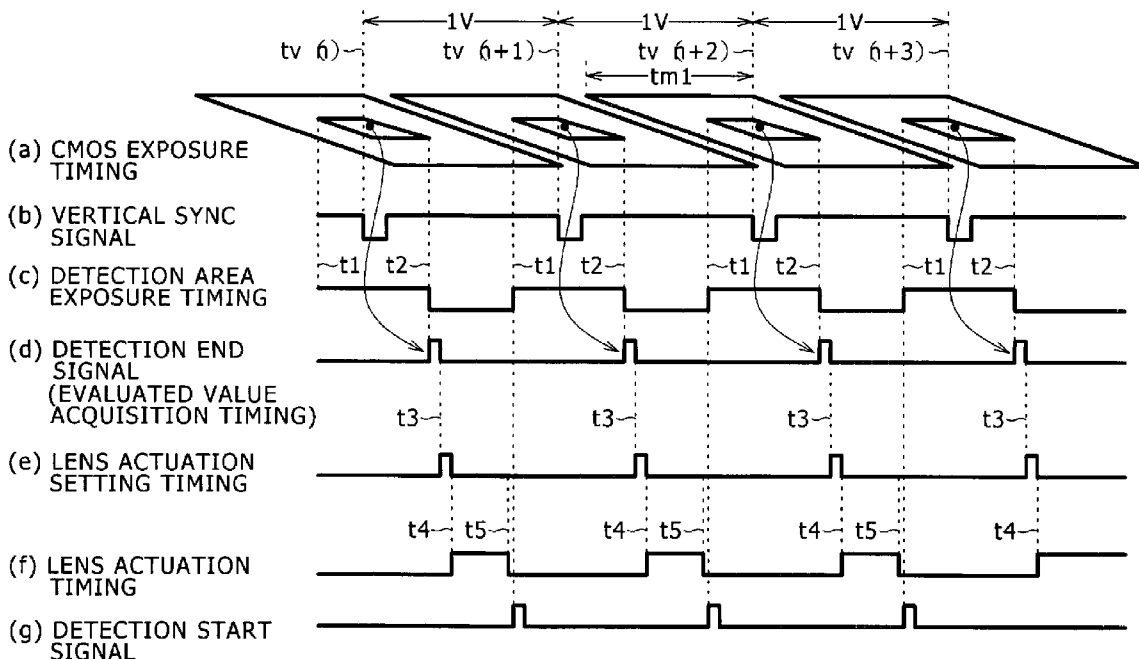 1V 1V 1V
tv (n) tv (n+1) tv (n+2) tv (n+3)
tm1
(a) CMOS EXPOSURE
TIMING
(b) VERTICAL SYNC
SIGNAL
t1 t2 t1 t2 t1 t2 t1 t2
(c) DETECTION AREA
EXPOSURE TIMING
(d) DETECTION END
SIGNAL
(EVALUATED VALUE
ACQUISITION TIMING)
t3 t3 t3 t3
(e) LENS ACTUATION
SETTING TIMING
t4 t5 t4 t5 t4 t5 t4
(f) LENS ACTUATION
TIMING
(g) DETECTION START
SIGNAL